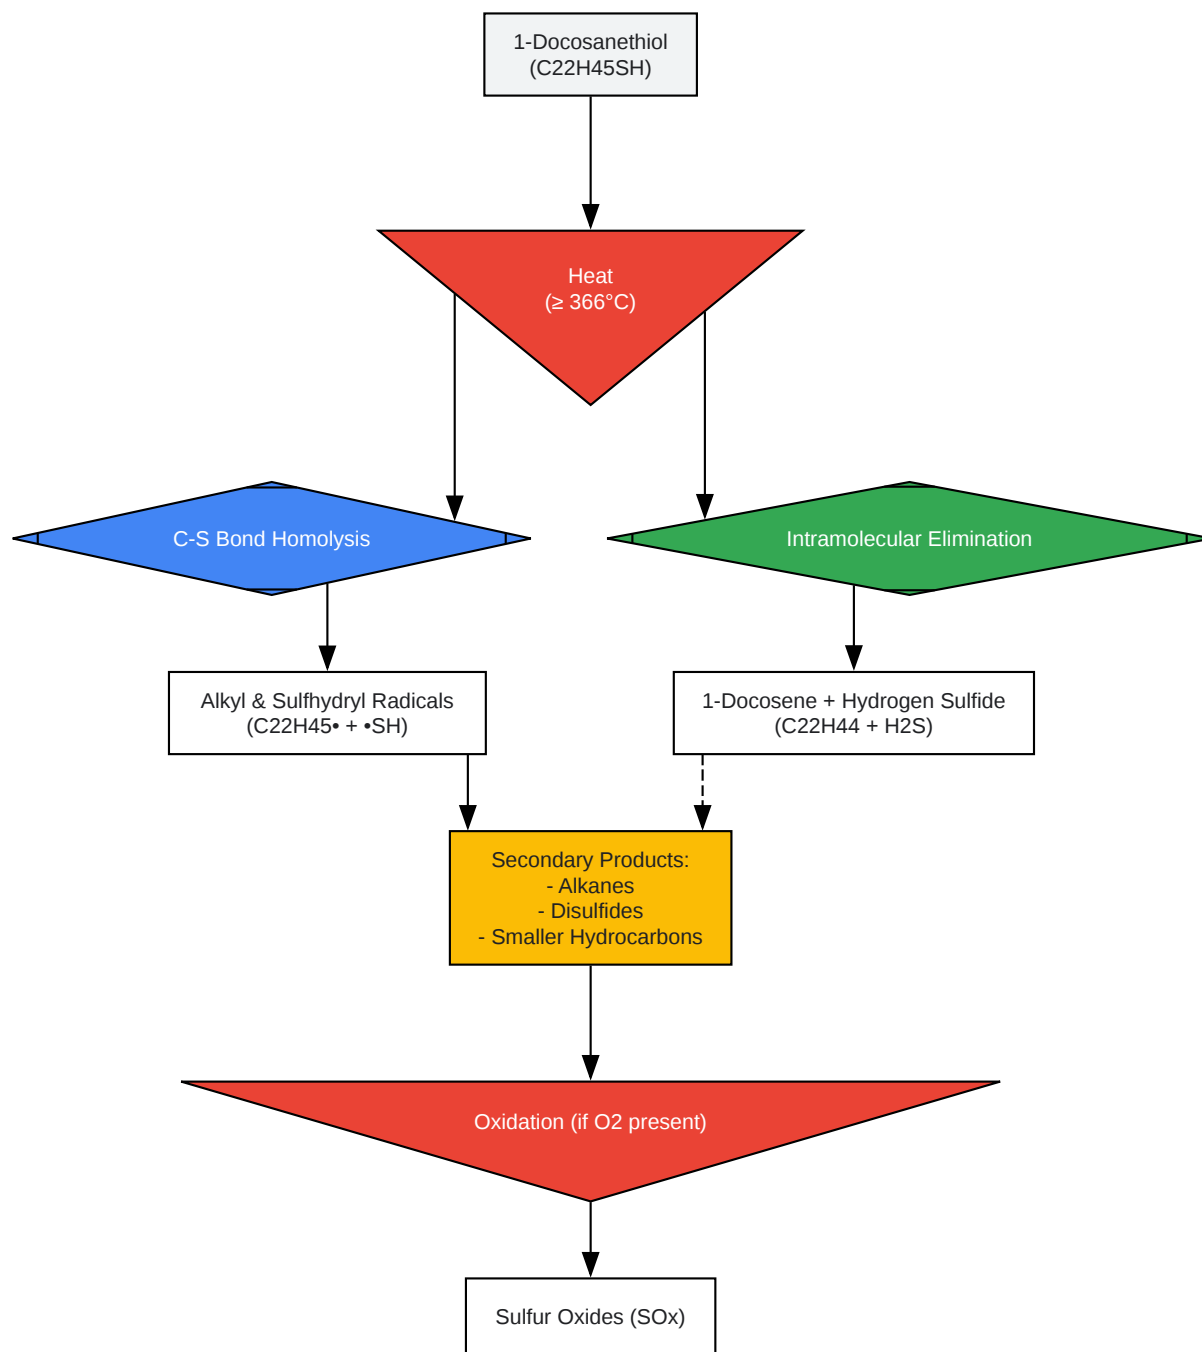 1-Docosanethiol
(C22H45SH)
Heat
(≥ 366°C)
C-S Bond Homolysis
Intramolecular Elimination
Alkyl & Sulfhydryl Radicals
(C22H45• + •SH)
1-Docosene + Hydrogen Sulfide
(C22H44 + H2S)
Secondary Products:
- Alkanes
- Disulfides
- Smaller Hydrocarbons
Oxidation (if O2 present)
Sulfur Oxides (SOx)